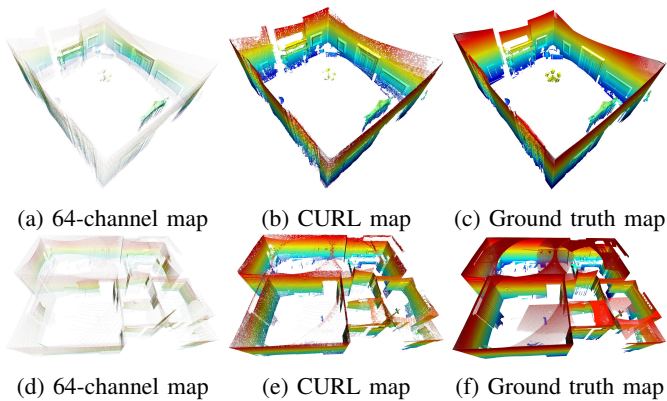 (a) 64-channel map (b) CURL map (c) Ground truth map
(d) 64-channel map (e) CURL map (f) Ground truth map